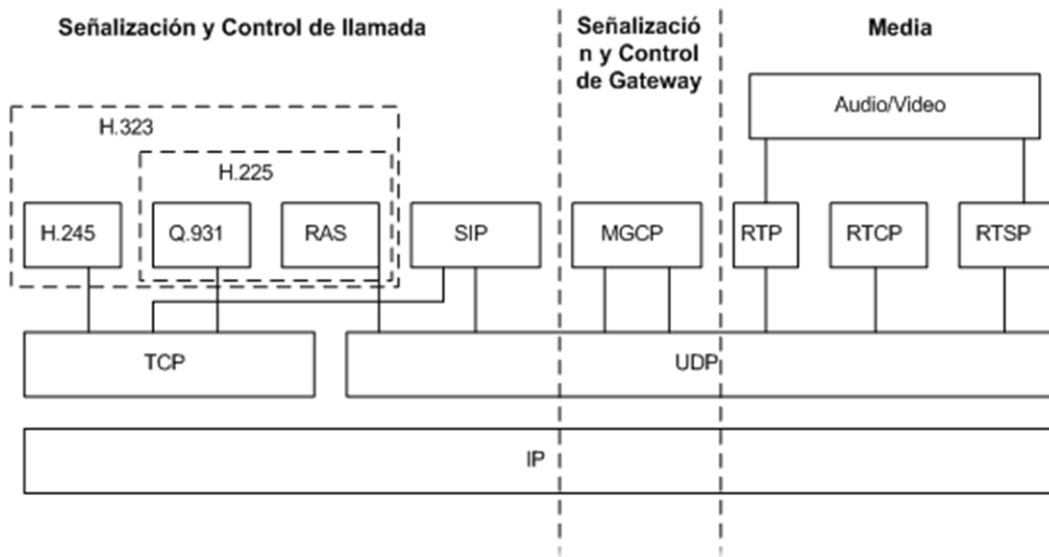 Señalización y Control de llamada
Señalizació
n y Control
de Gateway
Media
Audio/Video
H.323
H.225
H.245
Q.931
RAS
SIP
MGCP
RTP
RTCP
RTSP
TCP
UDP
IP